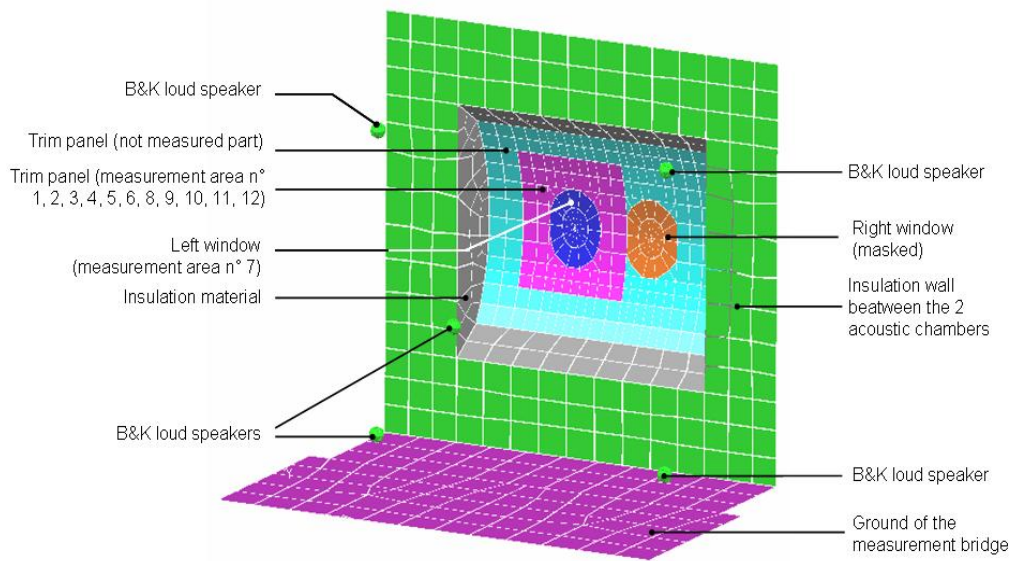 B&K loud speaker
Trim panel (not measured part)
Trim panel (measurement area n°
1, 2, 3, 4, 5, 6, 8, 9, 10, 11, 12)
Left window
(measurement area n° 7)
Insulation material
B&K loud speakers
B&K loud speaker
Right window
(masked)
Insulation wall
beatween the 2
acoustic chambers
B&K loud speaker
Ground of the
measurement bridge